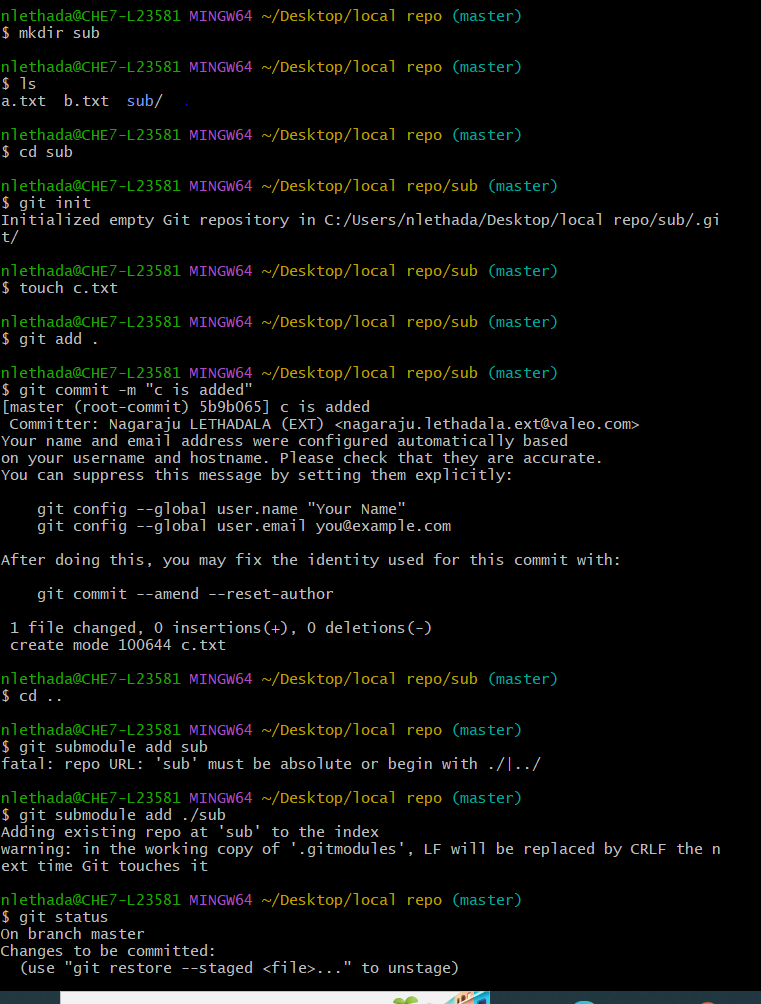 nlethada@CHE7-L23581 MINGW64 ~/Desktop/local repo (master)
$ mkdir sub
nlethada@CHE7-L23581 MINGW64 ~/Desktop/local repo (master)
$ ls
a.txt  b.txt  sub/
nlethada@CHE7-L23581 MINGW64 ~/Desktop/local repo (master)
$ cd sub
nlethada@CHE7-L23581 MINGW64 ~/Desktop/local repo/sub (master)
$ git init
Initialized empty Git repository in C:/Users/nlethada/Desktop/local repo/sub/.gi
t/
nlethada@CHE7-L23581 MINGW64 ~/Desktop/local repo/sub (master)
$ touch c.txt
nlethada@CHE7-L23581 MINGW64 ~/Desktop/local repo/sub (master)
$ git add .
nlethada@CHE7-L23581 MINGW64 ~/Desktop/local repo/sub (master)
$ git commit -m "c is added"
[master (root-commit) 5b9b065] c is added
 Committer: Nagaraju LETHADALA (EXT) <nagaraju.lethadala.ext@valeo.com>
Your name and email address were configured automatically based
on your username and hostname. Please check that they are accurate.
You can suppress this message by setting them explicitly:
    git config --global user.name "Your Name"
    git config --global user.email you@example.com
After doing this, you may fix the identity used for this commit with:
    git commit --amend --reset-author
 1 file changed, 0 insertions(+), 0 deletions(-)
 create mode 100644 c.txt
nlethada@CHE7-L23581 MINGW64 ~/Desktop/local repo/sub (master)
$ cd ..
nlethada@CHE7-L23581 MINGW64 ~/Desktop/local repo (master)
$ git submodule add sub
fatal: repo URL: 'sub' must be absolute or begin with ./|../
nlethada@CHE7-L23581 MINGW64 ~/Desktop/local repo (master)
$ git submodule add ./sub
Adding existing repo at 'sub' to the index
warning: in the working copy of '.gitmodules', LF will be replaced by CRLF the n
ext time Git touches it
nlethada@CHE7-L23581 MINGW64 ~/Desktop/local repo (master)
$ git status
On branch master
Changes to be committed:
  (use "git restore --staged <file>..." to unstage)